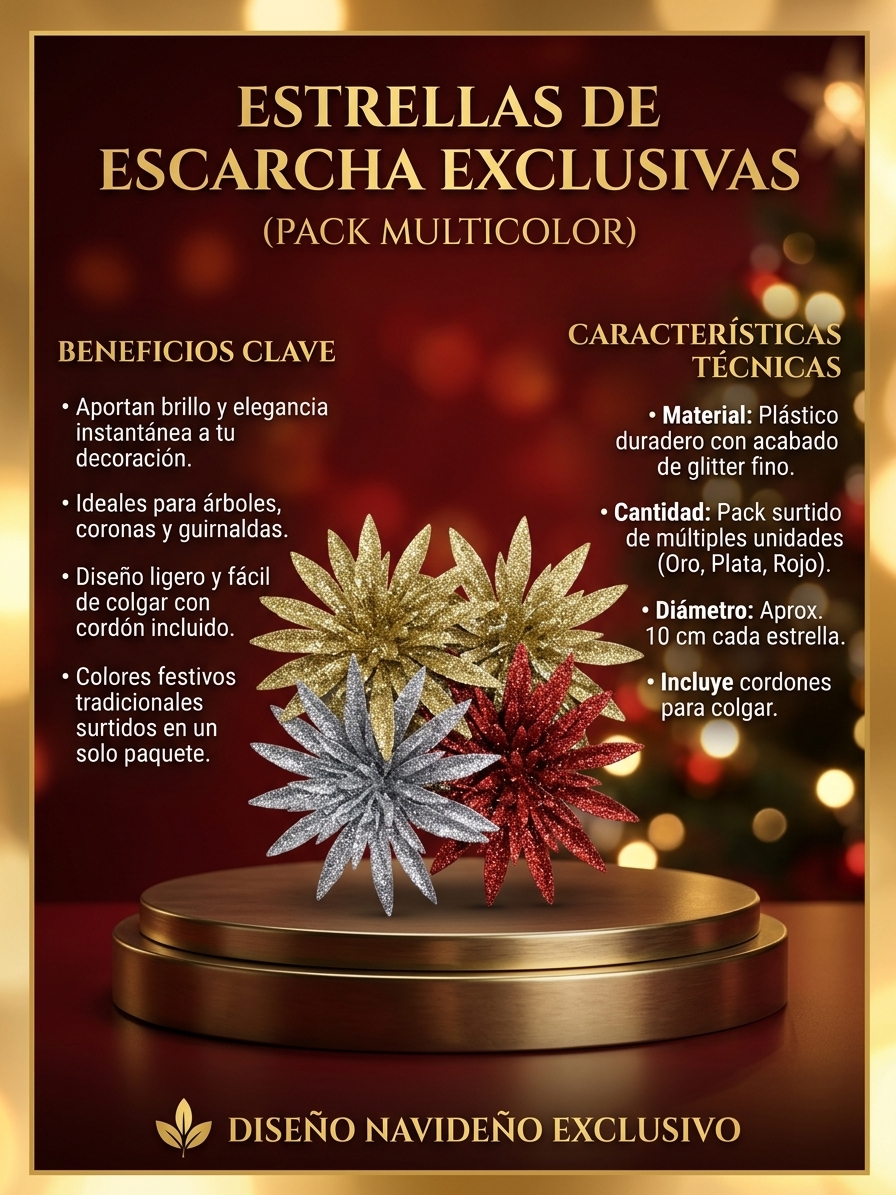 ESTRELLAS DE
ESCARCHA EXCLUSIVAS
(PACK MULTICOLOR)
BENEFICIOS CLAVE
• Aportan brillo y elegancia
instantánea a tu
decoración.
• Ideales para árboles,
coronas y guirnaldas.
• Diseño ligero y fácil
de colgar con
cordón incluido.
• Colores festivos
tradicionales
surtidos en un
solo paquete.
CARACTERÍSTICAS
TÉCNICAS
• Material: Plástico
duradero con acabado
de glitter fino.
• Cantidad: Pack surtido
de múltiples unidades
(Oro, Plata, Rojo).
• Diámetro: Aprox.
10 cm cada estrella.
• Incluye cordones
para colgar.
DISEÑO NAVIDEÑO EXCLUSIVO